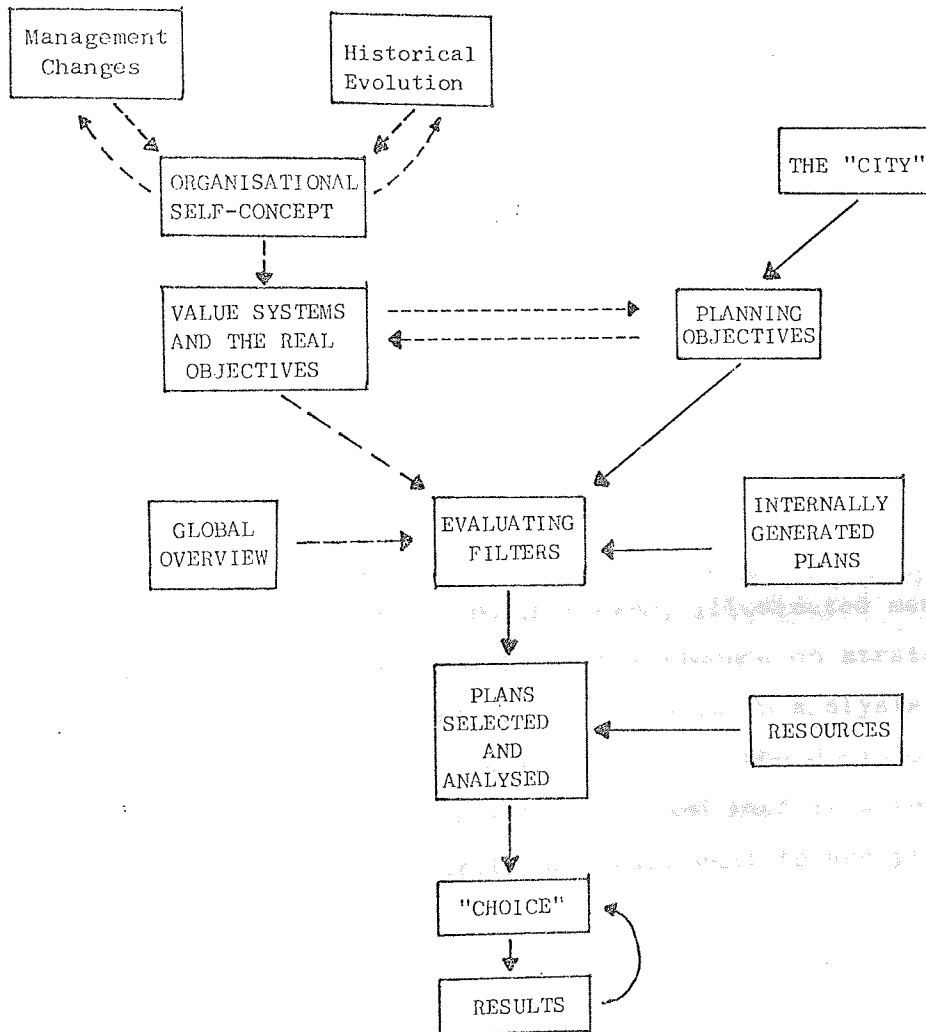 Management
Changes
Historical
Evolution
THE "CITY"
ORGANISATIONAL
SELF-CONCEPT
VALUE SYSTEMS
AND THE REAL
OBJECTIVES
PLANNING
OBJECTIVES
GLOBAL
OVERVIEW
EVALUATING
FILTERS
INTERNALLY
GENERATED
PLANS
PLANS
SELECTED
AND
ANALYSED
RESOURCES
"CHOICE"
RESULTS